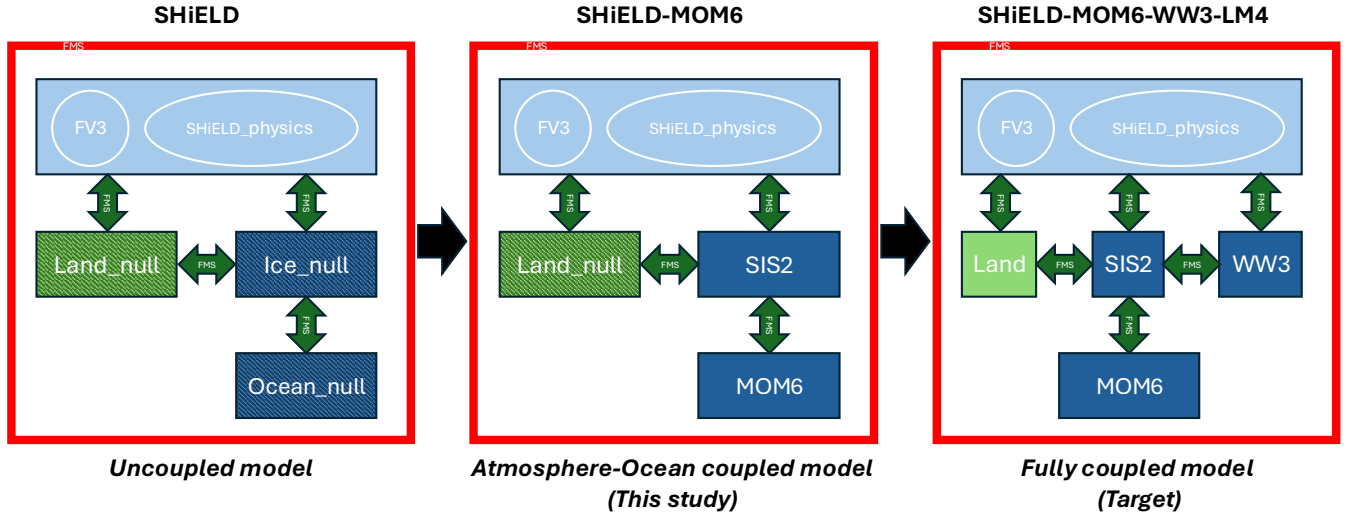 SHiELD
SHiELD-MOM6
SHiELD-MOM6-WW3-LM4
FMS
FV3
SHiELD_physics
FMS
FMS
Land_null
FMS
Ice_null
FMS
Ocean_null
FMS
FV3
SHiELD_physics
FMS
FMS
Land_null
FMS
SIS2
FMS
MOM6
FMS
FV3
SHiELD_physics
FMS
FMS
FMS
Land
FMS
SIS2
FMS
WW3
FMS
MOM6
Uncoupled model
Atmosphere-Ocean coupled model
(This study)
Fully coupled model
(Target)